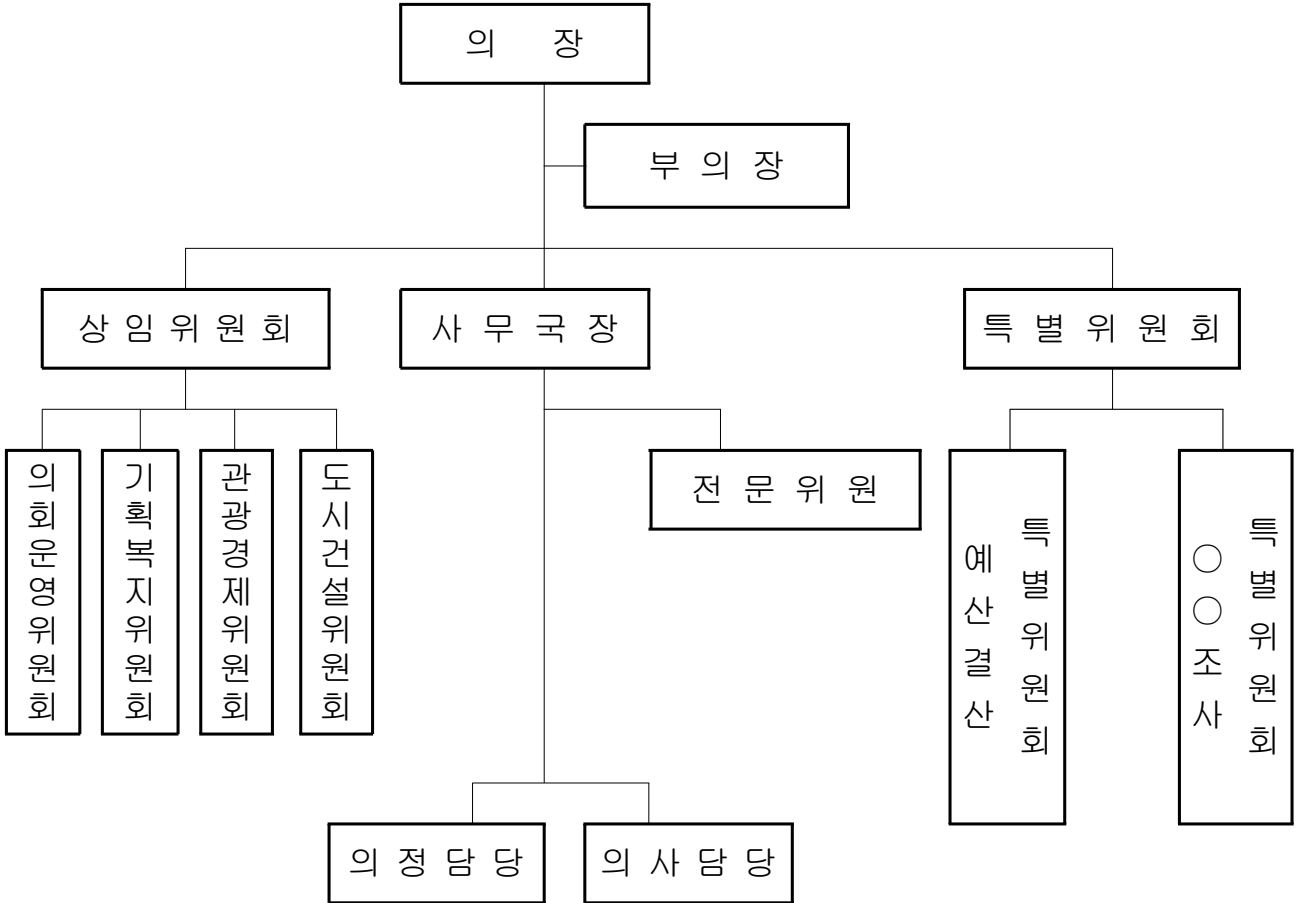 의 장
부 의 장
상 임 위 원 회
사 무 국 장
특 별 위 원 회
의회운영위원회
기획복지위원회
관광경제위원회
도시건설위원회
전 문 위 원
예산결산
특별위원회
○○조사
특별위원회
의 정 담 당
의 사 담 당